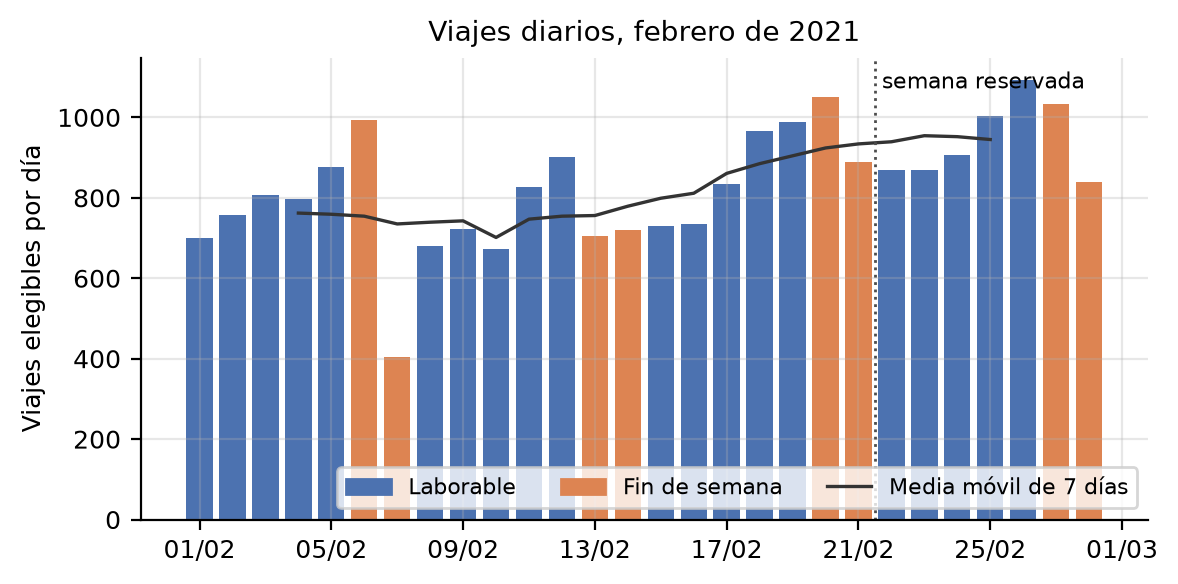 Viajes diarios, febrero de 2021
Viajes elegibles por día
1000
800
600
400
200
0
semana reservada
Laborable
Fin de semana
Media móvil de 7 días
01/02
05/02
09/02
13/02
17/02
21/02
25/02
01/03